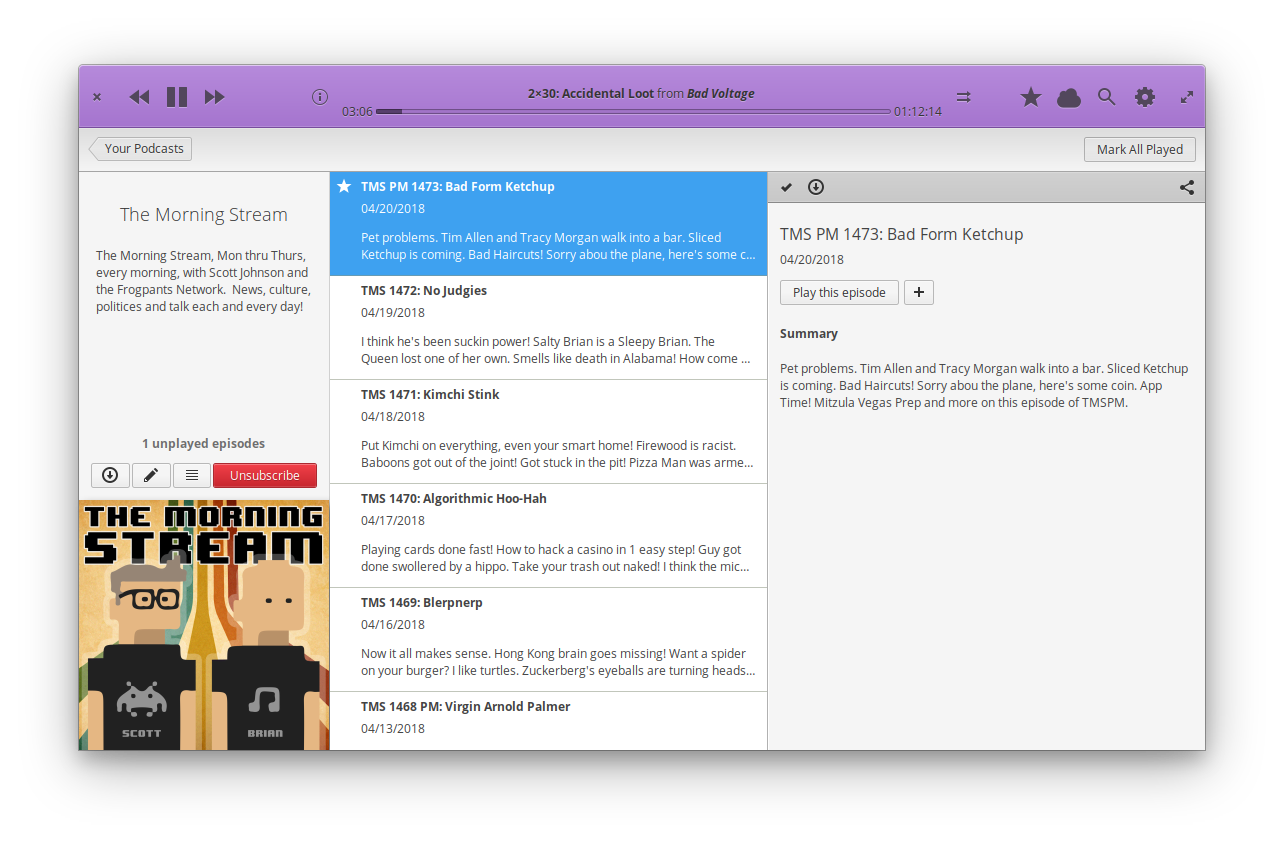 2×30: Accidental Loot from Bad Voltage
03:06
01:12:14
Your Podcasts
Mark All Played
The Morning Stream
The Morning Stream, Mon thru Thurs,
every morning, with Scott Johnson and
the Frogpants Network.  News, culture,
politices and talk each and every day!
1 unplayed episodes
Unsubscribe
THE MORNING
STREAM
SCOTT
BRIAN
TMS PM 1473: Bad Form Ketchup
04/20/2018
Pet problems. Tim Allen and Tracy Morgan walk into a bar. Sliced
Ketchup is coming. Bad Haircuts! Sorry abou the plane, here's some c...
TMS 1472: No Judgies
04/19/2018
I think he's been suckin power! Salty Brian is a Sleepy Brian. The
Queen lost one of her own. Smells like death in Alabama! How come ...
TMS 1471: Kimchi Stink
04/18/2018
Put Kimchi on everything, even your smart home! Firewood is racist.
Baboons got out of the joint! Got stuck in the pit! Pizza Man was arme...
TMS 1470: Algorithmic Hoo-Hah
04/17/2018
Playing cards done fast! How to hack a casino in 1 easy step! Guy got
done swollered by a hippo. Take your trash out naked! I think the mic...
TMS 1469: Blerpnerp
04/16/2018
Now it all makes sense. Hong Kong brain goes missing! Want a spider
on your burger? I like turtles. Zuckerberg's eyeballs are turning heads...
TMS 1468 PM: Virgin Arnold Palmer
04/13/2018
TMS PM 1473: Bad Form Ketchup
04/20/2018
Play this episode
Summary
Pet problems. Tim Allen and Tracy Morgan walk into a bar. Sliced Ketchup
is coming. Bad Haircuts! Sorry abou the plane, here's some coin. App
Time! Mitzula Vegas Prep and more on this episode of TMSPM.